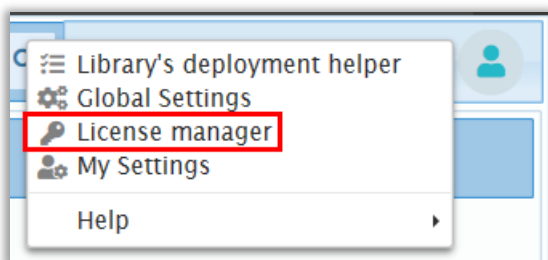 Library's deployment helper
Global Settings
License manager
My Settings
Help